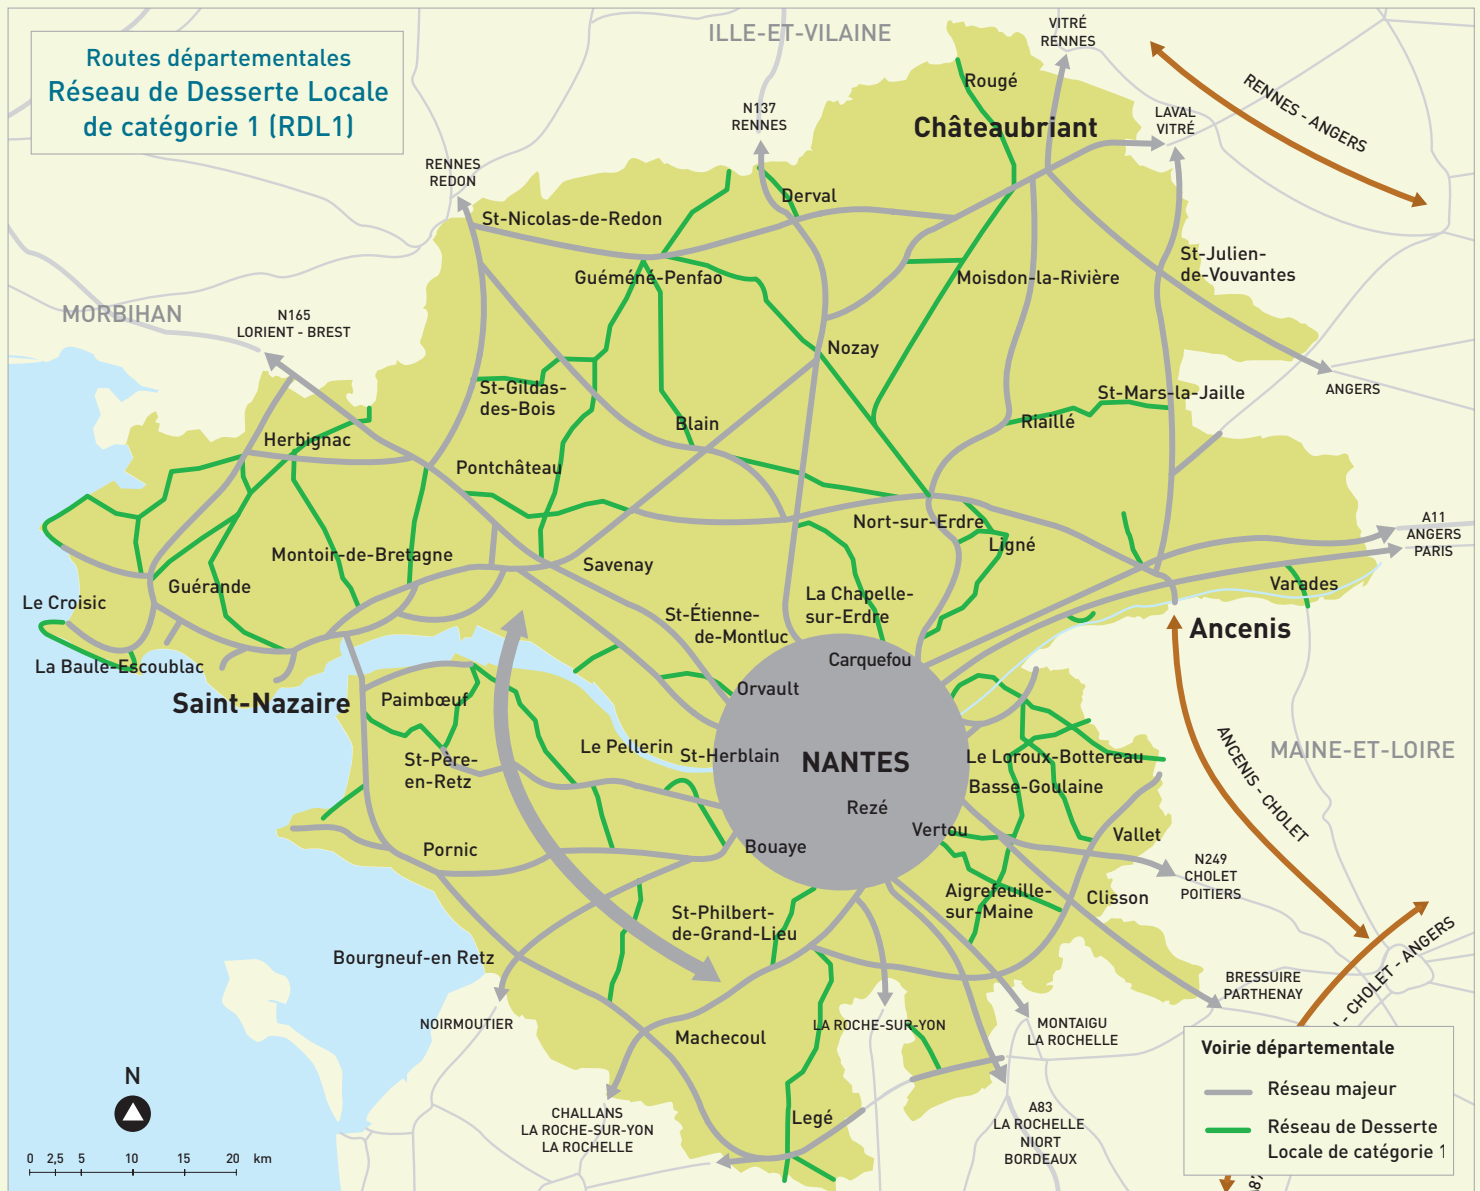 Routes départementales
Réseau de Desserte Locale
de catégorie 1 (RDL1)
ILLE-ET-VILAINE
VITRÉ
RENNES
RENNES - ANGERS
Rougé
N137
RENNES
Châteaubriant
LAVAL
VITRÉ
RENNES
REDON
Derval
St-Nicolas-de-Redon
St-Julien-
de-Vouvantes
Guéméné-Penfao
Moisdon-la-Rivière
MORBIHAN
N165
LORIENT - BREST
Nozay
ANGERS
St-Gildas-
des-Bois
St-Mars-la-Jaille
Riaillé
Blain
Herbignac
Pontchâteau
A11
ANGERS
PARIS
Nort-sur-Erdre
Ligné
Montoir-de-Bretagne
Savenay
Varades
Guérande
La Chapelle-
sur-Erdre
Le Croisic
St-Étienne-
de-Montluc
Ancenis
La Baule-Escoublac
Carquefou
Saint-Nazaire
Paimbœuf
Orvault
Le Pellerin
St-Herblain
NANTES
Le Loroux-Bottereau
MAINE-ET-LOIRE
ANCENIS - CHOLET
St-Père-
en-Retz
Basse-Goulaine
Rezé
Vertou
Vallet
Pornic
Bouaye
N249
CHOLET
POITIERS
Aigrefeuille-
sur-Maine
Clisson
St-Philbert-
de-Grand-Lieu
Bourgneuf-en Retz
BRESSUIRE
PARTHENAY
- CHOLET - ANGERS
NOIRMOUTIER
LA ROCHE-SUR-YON
MONTAIGU
LA ROCHELLE
Machecoul
Voirie départementale
Réseau majeur
Réseau de Desserte
Locale de catégorie 1
N
CHALLANS
LA ROCHE-SUR-YON
LA ROCHELLE
Legé
A83
LA ROCHELLE
NIORT
BORDEAUX
0 2,5 5 10 15 20 km